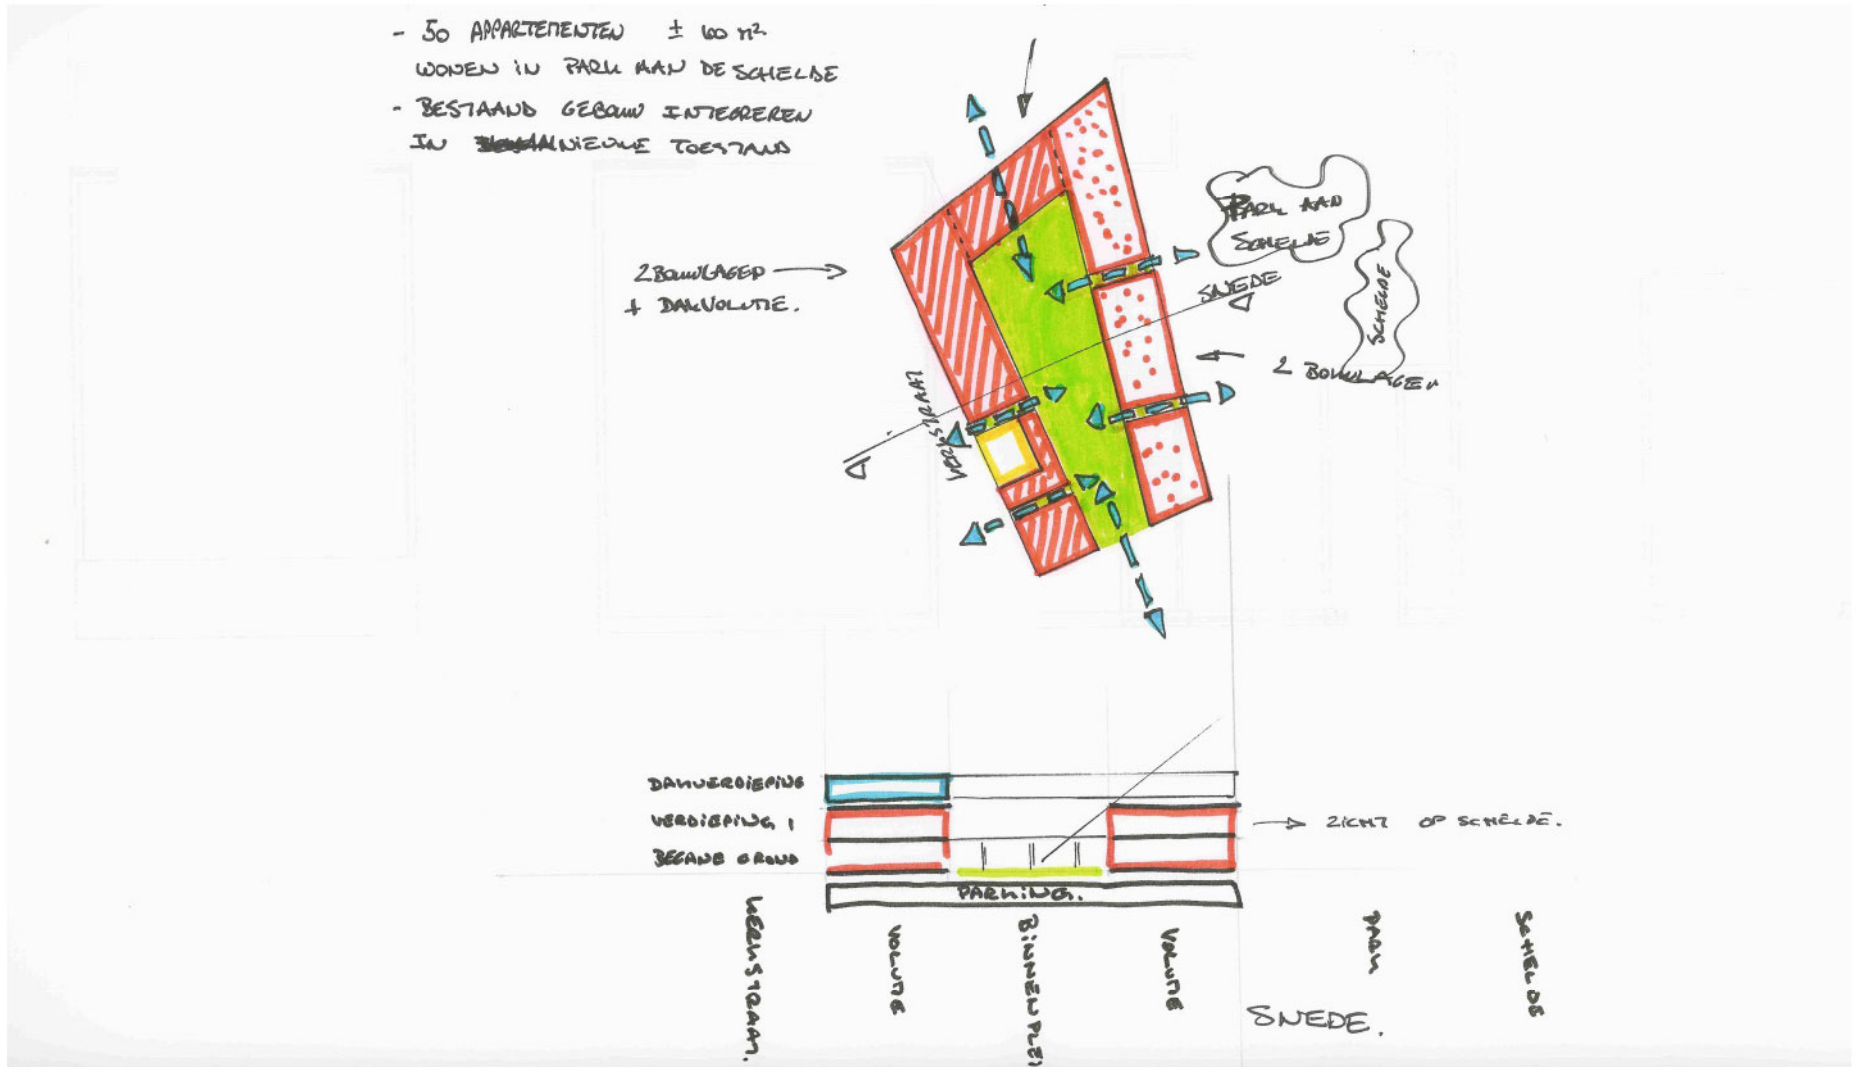 - 50 APPARTEMENTEN ± 100 m²
WONEN IN PARK AAN DE SCHELDE
- BESTAAND GEBOUW INTEGREREN
IN NIEUWE TOESTAND
PARK AAN
SCHELDE
2 BOUWLAGEN
+ DAKVOLUME.
SNEDE
SCHELDE
2 BOUWLAGEN
KERKSTRAAT
DAKVERDIEPING
VERDIEPING 1
→ ZICHT OP SCHELDE.
BEGANE GROND
PARKING.
KERKSTRAAT.
VOLUME
BINNENPLEI
VOLUME
PARK
SCHELDE
SNEDE.